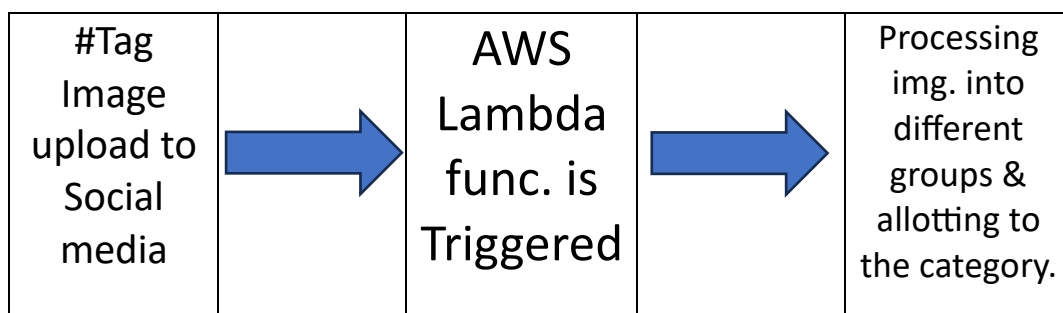 #Tag
Image
upload to
Social
media
AWS
Lambda
func. is
Triggered
Processing
img. into
different
groups &
allotting to
the category.